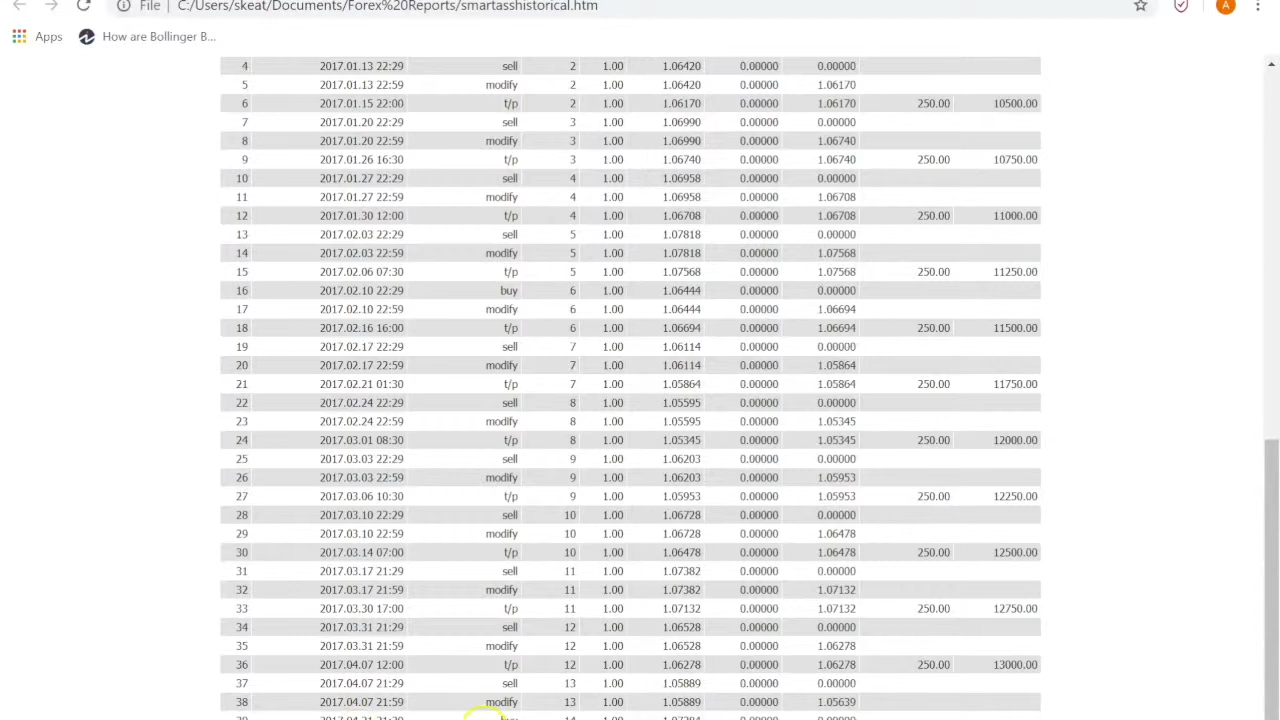 File | C:/Users/skeat/Documents/Forex%20Reports/smartasshistorical.htm A
Apps How are Bollinger B...
4 2017.01.13 22:29 sell 2 1.00 1.06420 0.00000 0.00000
5 2017.01.13 22:59 modify 2 1.00 1.06420 0.00000 1.06170
6 2017.01.15 22:00 t/p 2 1.00 1.06170 0.00000 1.06170 250.00 10500.00
7 2017.01.20 22:29 sell 3 1.00 1.06990 0.00000 0.00000
8 2017.01.20 22:59 modify 3 1.00 1.06990 0.00000 1.06740
9 2017.01.26 16:30 t/p 3 1.00 1.06740 0.00000 1.06740 250.00 10750.00
10 2017.01.27 22:29 sell 4 1.00 1.06958 0.00000 0.00000
11 2017.01.27 22:59 modify 4 1.00 1.06958 0.00000 1.06708
12 2017.01.30 12:00 t/p 4 1.00 1.06708 0.00000 1.06708 250.00 11000.00
13 2017.02.03 22:29 sell 5 1.00 1.07818 0.00000 0.00000
14 2017.02.03 22:59 modify 5 1.00 1.07818 0.00000 1.07568
15 2017.02.06 07:30 t/p 5 1.00 1.07568 0.00000 1.07568 250.00 11250.00
16 2017.02.10 22:29 buy 6 1.00 1.06444 0.00000 0.00000
17 2017.02.10 22:59 modify 6 1.00 1.06444 0.00000 1.06694
18 2017.02.16 16:00 t/p 6 1.00 1.06694 0.00000 1.06694 250.00 11500.00
19 2017.02.17 22:29 sell 7 1.00 1.06114 0.00000 0.00000
20 2017.02.17 22:59 modify 7 1.00 1.06114 0.00000 1.05864
21 2017.02.21 01:30 t/p 7 1.00 1.05864 0.00000 1.05864 250.00 11750.00
22 2017.02.24 22:29 sell 8 1.00 1.05595 0.00000 0.00000
23 2017.02.24 22:59 modify 8 1.00 1.05595 0.00000 1.05345
24 2017.03.01 08:30 t/p 8 1.00 1.05345 0.00000 1.05345 250.00 12000.00
25 2017.03.03 22:29 sell 9 1.00 1.06203 0.00000 0.00000
26 2017.03.03 22:59 modify 9 1.00 1.06203 0.00000 1.05953
27 2017.03.06 10:30 t/p 9 1.00 1.05953 0.00000 1.05953 250.00 12250.00
28 2017.03.10 22:29 sell 10 1.00 1.06728 0.00000 0.00000
29 2017.03.10 22:59 modify 10 1.00 1.06728 0.00000 1.06478
30 2017.03.14 07:00 t/p 10 1.00 1.06478 0.00000 1.06478 250.00 12500.00
31 2017.03.17 21:29 sell 11 1.00 1.07382 0.00000 0.00000
32 2017.03.17 21:59 modify 11 1.00 1.07382 0.00000 1.07132
33 2017.03.30 17:00 t/p 11 1.00 1.07132 0.00000 1.07132 250.00 12750.00
34 2017.03.31 21:29 sell 12 1.00 1.06528 0.00000 0.00000
35 2017.03.31 21:59 modify 12 1.00 1.06528 0.00000 1.06278
36 2017.04.07 12:00 t/p 12 1.00 1.06278 0.00000 1.06278 250.00 13000.00
37 2017.04.07 21:29 sell 13 1.00 1.05889 0.00000 0.00000
38 2017.04.07 21:59 modify 13 1.00 1.05889 0.00000 1.05639